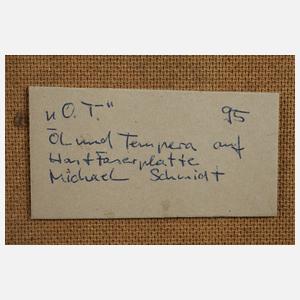 „O.T.“ 95
Öl und Tempera auf
Hartfaserplatte
Michael Schmidt